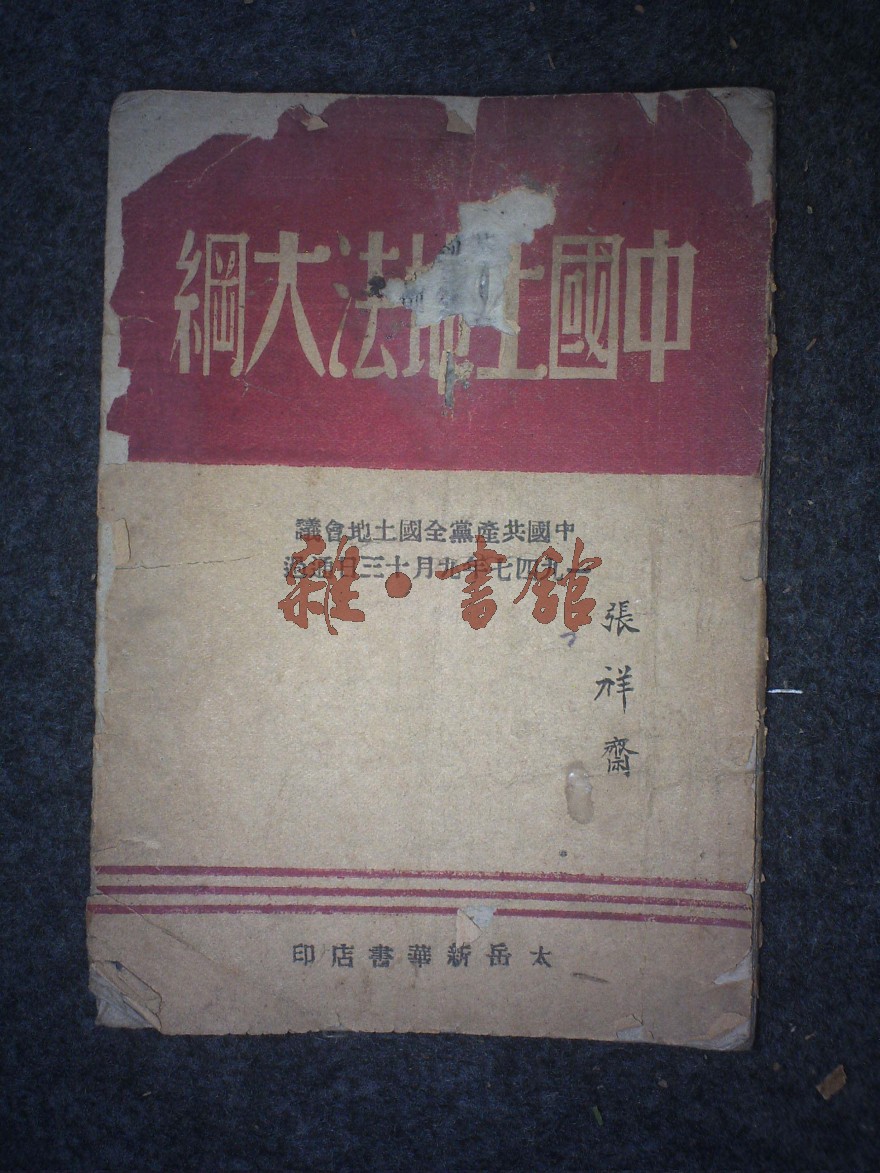 中國土地法大綱
中國共產黨全國土地會議
一九四七年九月十三日通過
雜·書館
張祥齋
太岳新華書店印